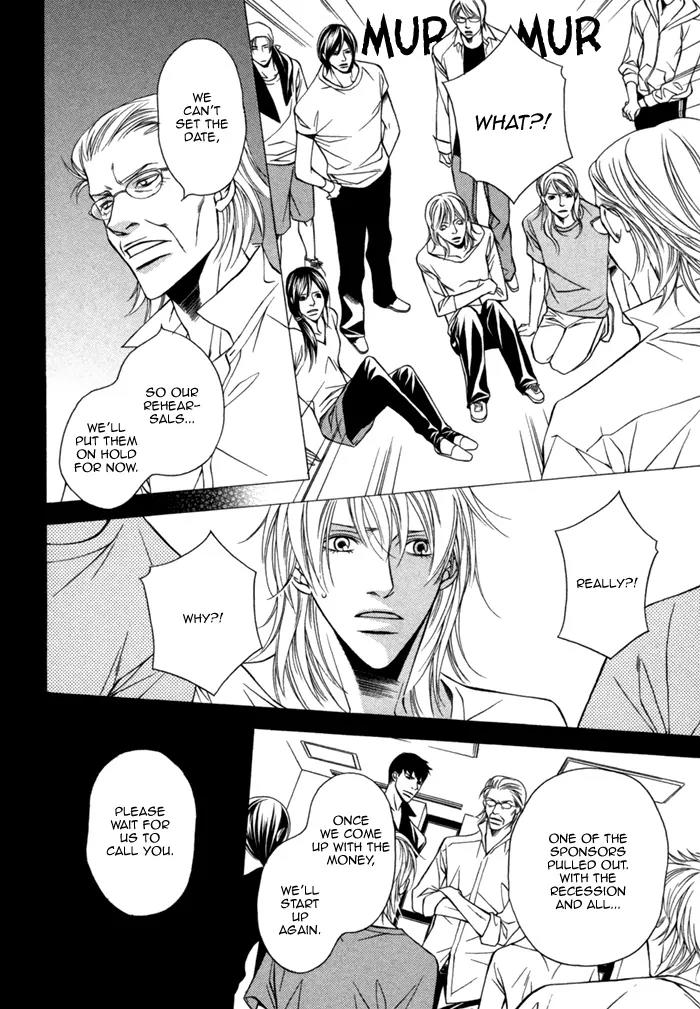 MUR
MUR
WHAT?!
WE
CAN'T
SET THE
DATE,
SO OUR
REHEAR-
SALS...
WE'LL
PUT THEM
ON HOLD
FOR NOW.
REALLY?!
WHY?!
ONE OF THE
SPONSORS
PULLED OUT.
WITH THE
RECESSION
AND ALL...
ONCE
WE COME
UP WITH THE
MONEY,
WE'LL
START
UP
AGAIN.
PLEASE
WAIT FOR
US TO
CALL YOU.